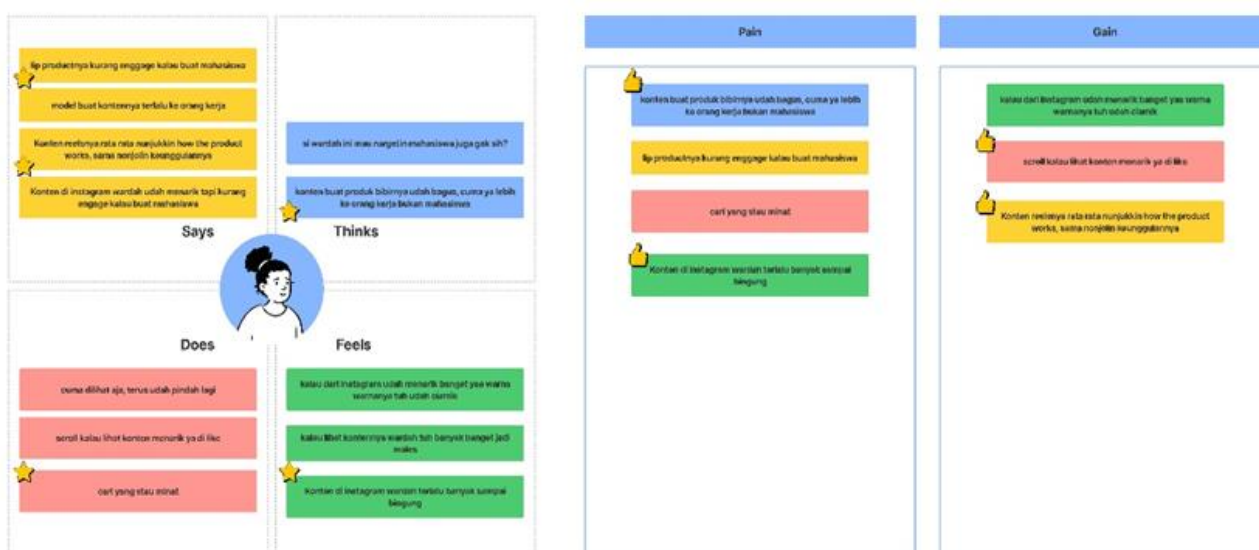 lip productnya kurang enggage kalau buat mahasiswa
model buat kontennya terlalu ke orang kerja
Konten reelsnya rata rata nunjukkin how the product
works, sama nonjolin keunggulannya
Konten di instagram wardah udah menarik tapi kurang
engage kalau buat mahasiswa
Says
si wardah ini mau targetin mahasiswa juga gak sih?
konten buat produk bibirnya udah bagus, cuma ya lebih
ke orang kerja bukan mahasiswa
Thinks
Does
cuma dilihat aja, terus udah pindah lagi
scroll kalau lihat konten menarik ya di like
cari yang
minat
Feels
kalau dari instagram udah menarik banget yaa warna
warnanya tuh udah ciamik
kalau lihat kontennya wardah tuh banyak banget jadi
males
Konten di instagram wardah terlalu banyak sampai
bingung
Pain
konten buat produk bibirnya udah bagus, cuma ya lebih
ke orang kerja bukan mahasiswa
lip productnya kurang enggage kalau buat mahasiswa
cari yang
minat
Konten di instagram wardah terlalu banyak sampai
bingung
Gain
kalau dari instagram udah menarik banget yaa warna
warnanya tuh udah ciamik
scroll kalau lihat konten menarik ya di like
Konten reelsnya rata rata nunjukkin how the product
works, sama nonjolin keunggulannya